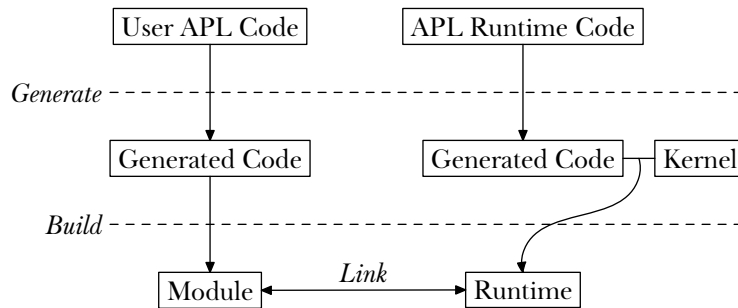 User APL Code
APL Runtime Code
Generate
Generated Code
Generated Code
Kernel
Build
Module
Link
Runtime